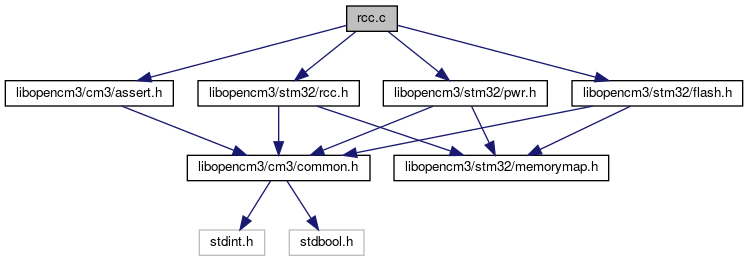 rcc.c
libopencm3/cm3/assert.h
libopencm3/stm32/rcc.h
libopencm3/stm32/pwr.h
libopencm3/stm32/flash.h
libopencm3/cm3/common.h
libopencm3/stm32/memorymap.h
stdint.h
stdbool.h